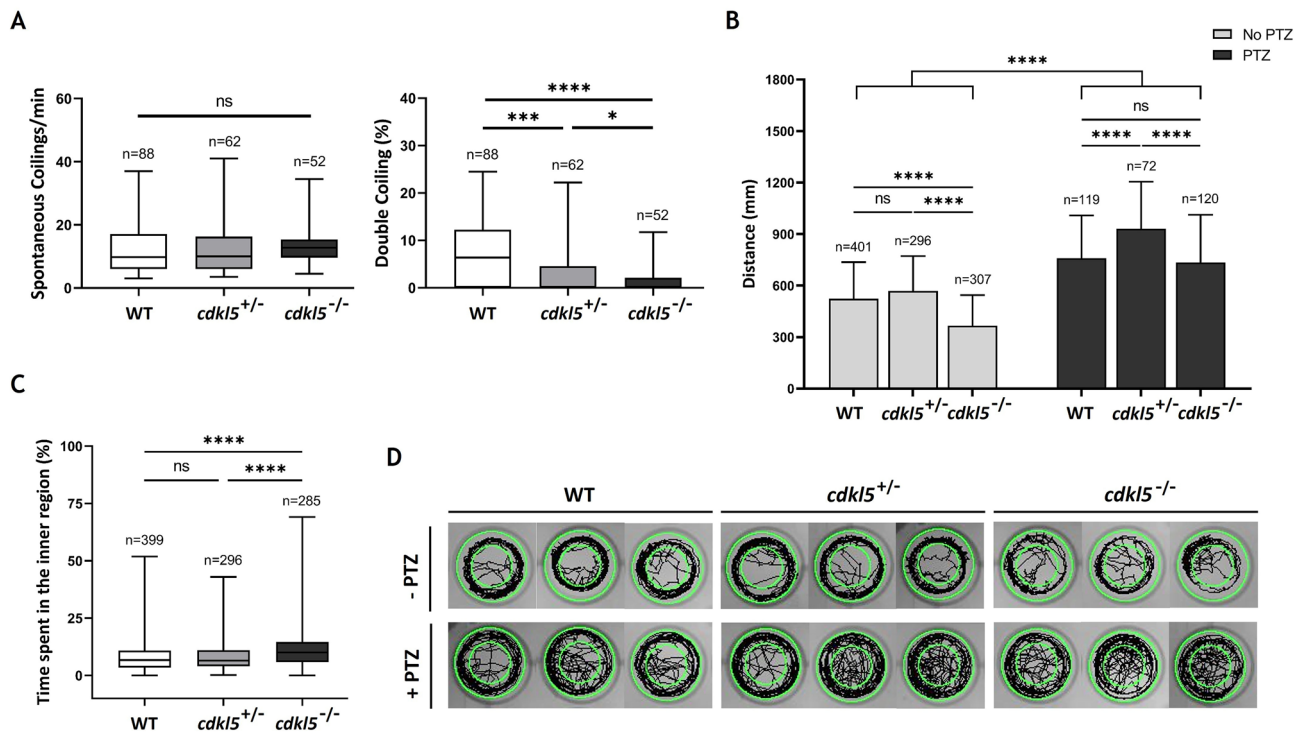 A
Spontaneous Coilings/min
60
40
20
0
ns
n=88
n=62
n=52
WT
cdkl5+/-
cdkl5-/-
Double Coiling (%)
40
30
20
10
0
****
***
*
n=88
n=62
n=52
WT
cdkl5+/-
cdkl5-/-
B
No PTZ
PTZ
Distance (mm)
1800
1500
1200
900
600
300
0
****
ns
**** ****
****
ns ****
n=401
n=296
n=307
n=119
n=72
n=120
WT
cdkl5+/-
cdkl5-/-
WT
cdkl5+/-
cdkl5-/-
C
Time spent in the inner region (%)
100
75
50
25
0
****
ns ****
n=399
n=296
n=285
WT
cdkl5+/-
cdkl5-/-
D
WT
cdkl5+/-
cdkl5-/-
- PTZ
+ PTZ